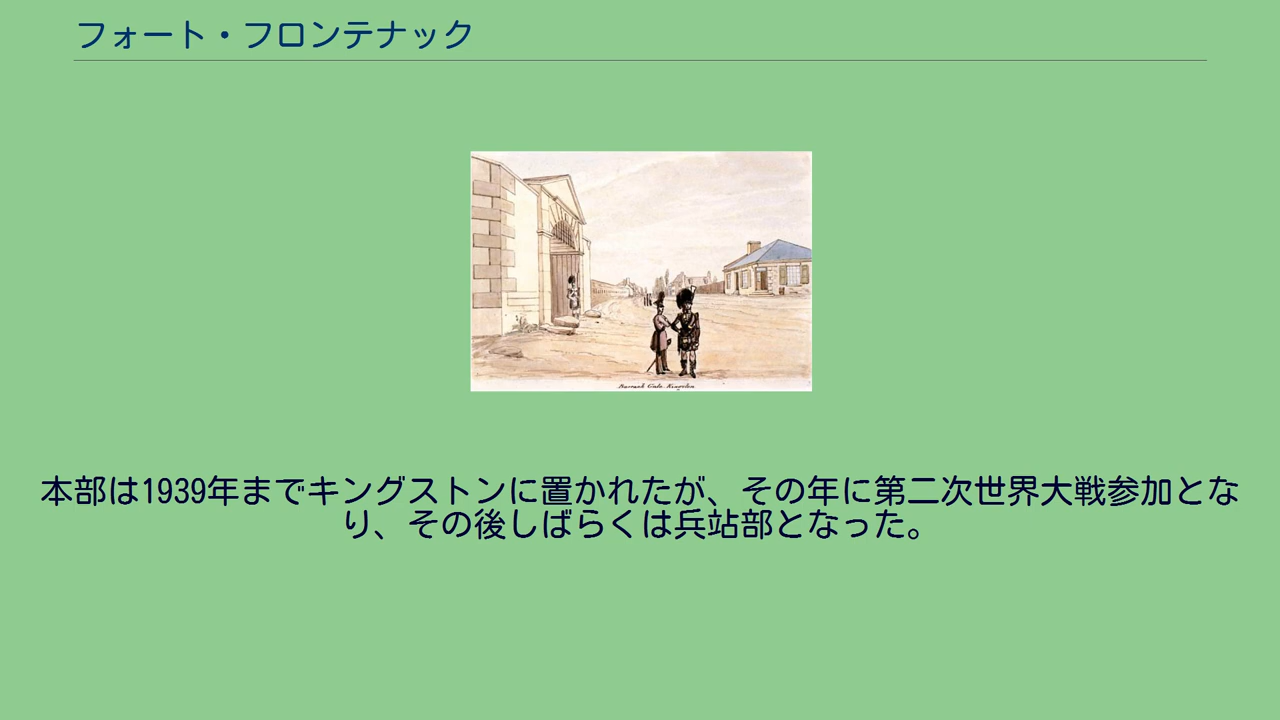 フォート・フロンテナック
Barrack Gate Kingston
本部は1939年までキングストンに置かれたが、その年に第二次世界大戦参加とな
り、その後しばらくは兵站部となった。